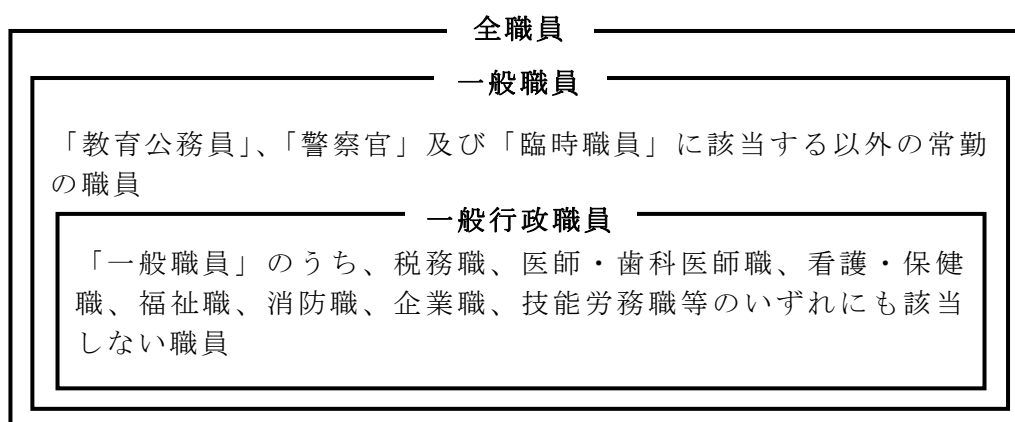 全職員
一般職員
「教育公務員」、「警察官」及び「臨時職員」に該当する以外の常勤
の職員
一般行政職員
「一般職員」のうち、税務職、医師・歯科医師職、看護・保健
職、福祉職、消防職、企業職、技能労務職等のいずれにも該当
しない職員